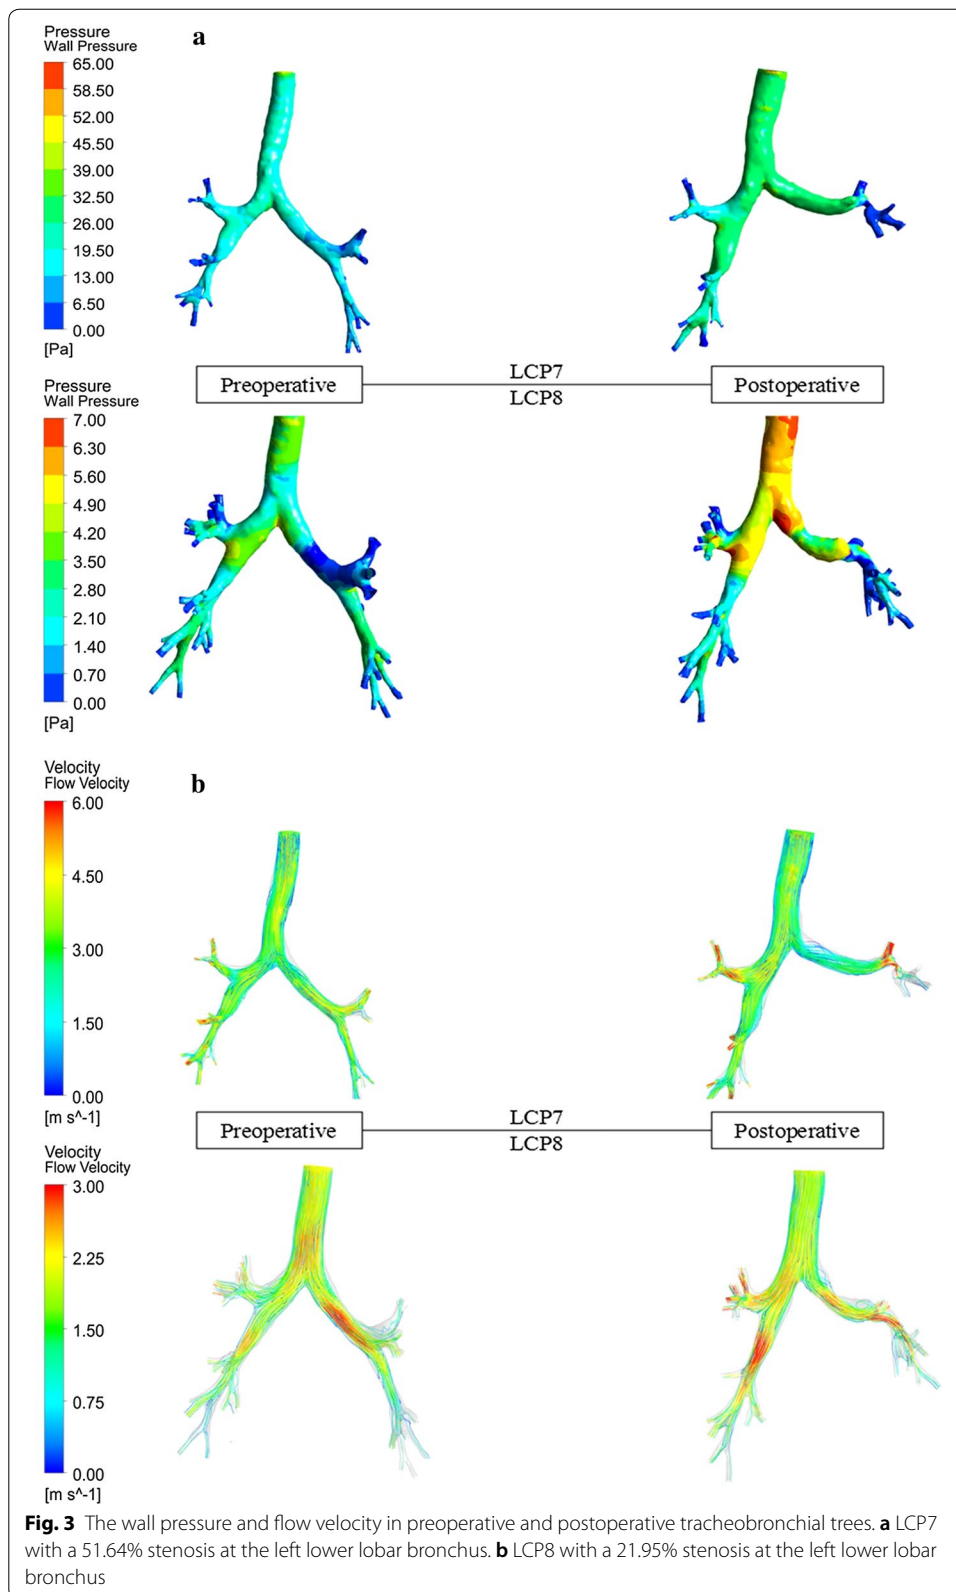 a
Pressure
Wall Pressure
65.00
58.50
52.00
45.50
39.00
32.50
26.00
19.50
13.00
6.50
0.00
[Pa]
Preoperative
LCP7
LCP8
Postoperative
Pressure
Wall Pressure
7.00
6.30
5.60
4.90
4.20
3.50
2.80
2.10
1.40
0.70
0.00
[Pa]
b
Velocity
Flow Velocity
6.00
4.50
3.00
1.50
0.00
[m s^-1]
Preoperative
LCP7
LCP8
Postoperative
Velocity
Flow Velocity
3.00
2.25
1.50
0.75
0.00
[m s^-1]
Fig. 3 The wall pressure and flow velocity in preoperative and postoperative tracheobronchial trees. a LCP7
with a 51.64% stenosis at the left lower lobar bronchus. b LCP8 with a 21.95% stenosis at the left lower lobar
bronchus